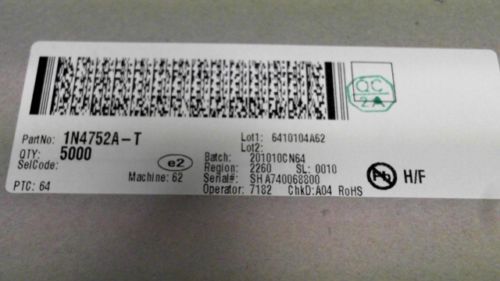 QC
2A
PartNo: 1N4752A-T
QTY: 5000
SelCode:
e2
Machine: 62
PTC: 64
Lot1: 6410104A62
Lot2:
Batch: 201010CN64
Region: 2260 SL: 0010
Serial#: SHA740068800
Operator: 7182 ChkD:A04 RoHS
Pb
H/F